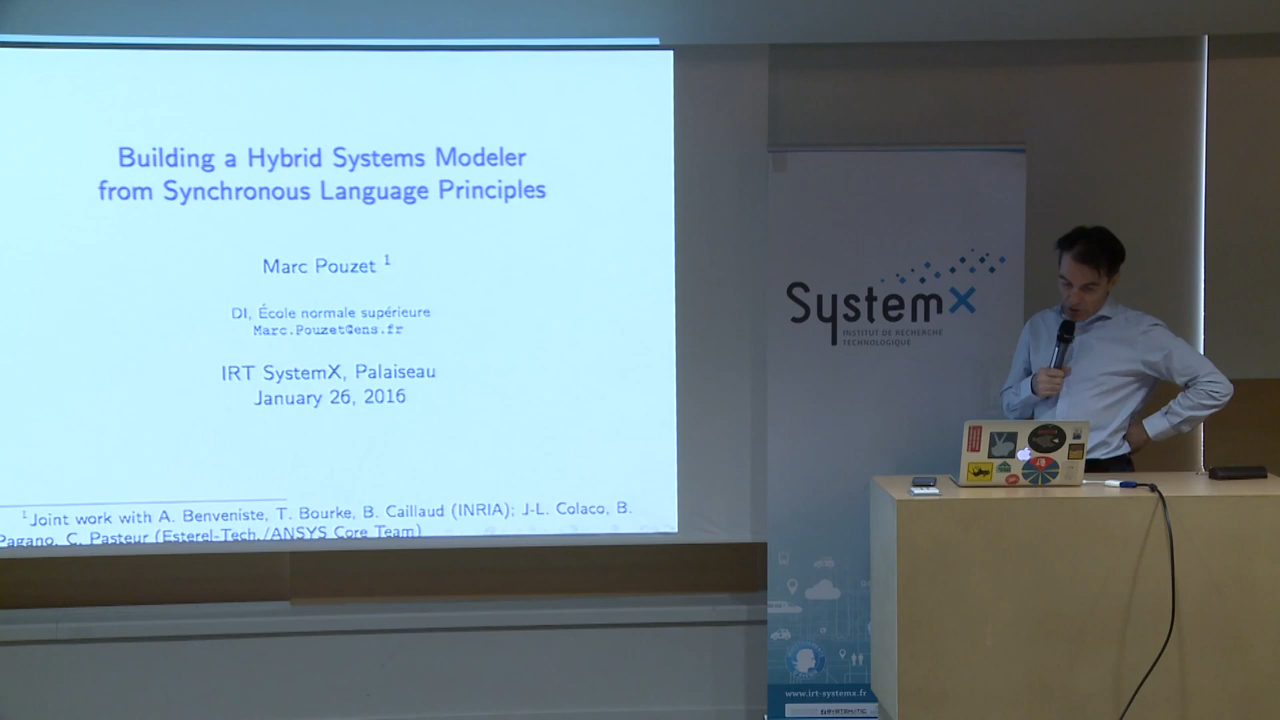 Building a Hybrid Systems Modeler
from Synchronous Language Principles
Marc Pouzet 1
DI, École normale supérieure
Marc.Pouzet@ens.fr
IRT SystemX, Palaiseau
January 26, 2016
1 Joint work with A. Benveniste, T. Bourke, B. Caillaud (INRIA); J-L. Colaco, B.
Pagano, C. Pasteur (Esterel-Tech./ANSYS Core Team)
SystemX
INSTITUT DE RECHERCHE
TECHNOLOGIQUE
www.irt-systemx.fr